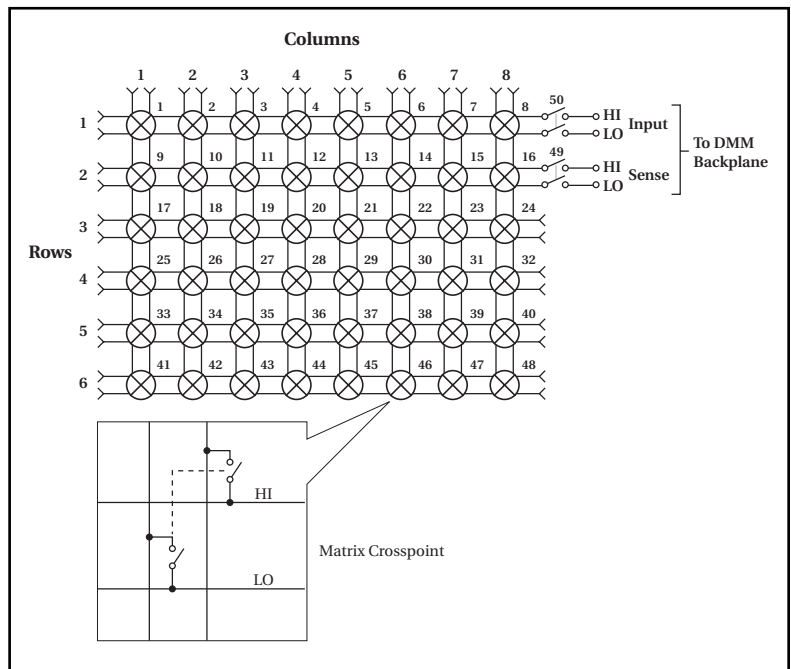 Columns
1 2 3 4 5 6 7 8
50
1 1 2 3 4 5 6 7 8 HI Input
LO
To DMM
Backplane
49
2 9 10 11 12 13 14 15 16 HI Sense
LO
3 17 18 19 20 21 22 23 24
Rows
4 25 26 27 28 29 30 31 32
5 33 34 35 36 37 38 39 40
6 41 42 43 44 45 46 47 48
HI
Matrix Crosspoint
LO